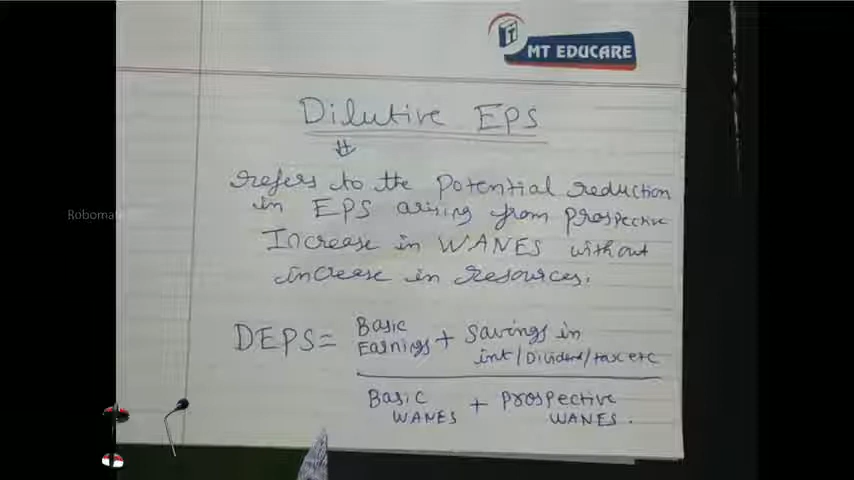 MT EDUCARE
Dilutive EPS
refers to the potential reduction
in EPS arising from prospective
Increase in WANES without
increase in resources.
DEPS = Basic Earnings + Savings in int/Dividend/tax etc
Basic WANES + prospective WANES.
Robomat